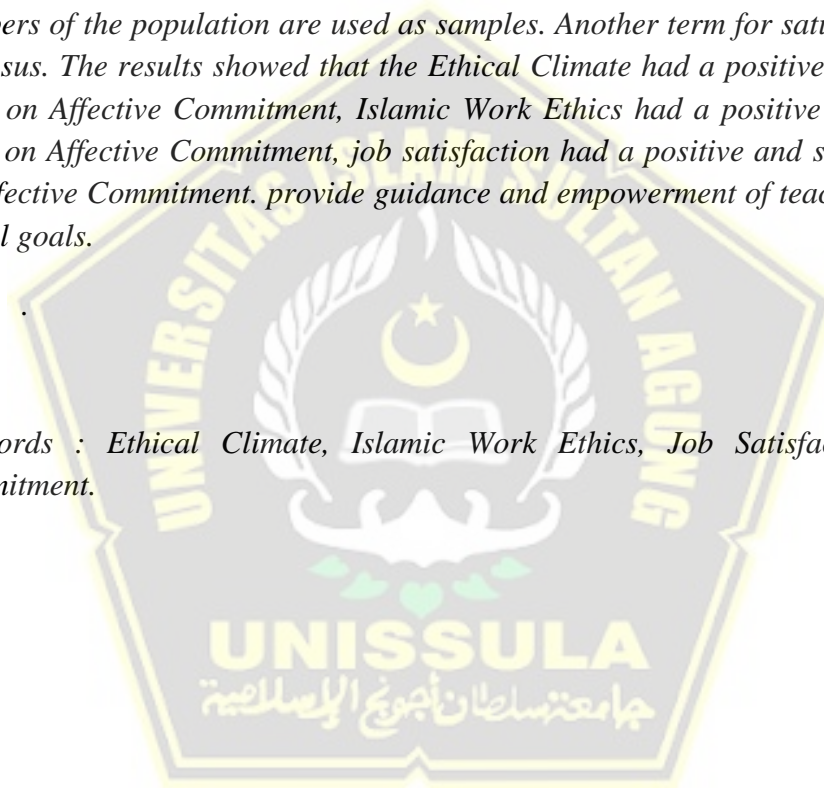 bers of the population are used as samples. Another term for satu
sus. The results showed that the Ethical Climate had a positive
on Affective Commitment, Islamic Work Ethics had a positive
on Affective Commitment, job satisfaction had a positive and s
ffective Commitment. provide guidance and empowerment of teac
l goals.
.
ords : Ethical Climate, Islamic Work Ethics, Job Satisfac
mitment.
UNIVERSITAS ISLAM SULTAN AGUNG
UNISSULA
جامعة سلطان أجونج الإسلامية